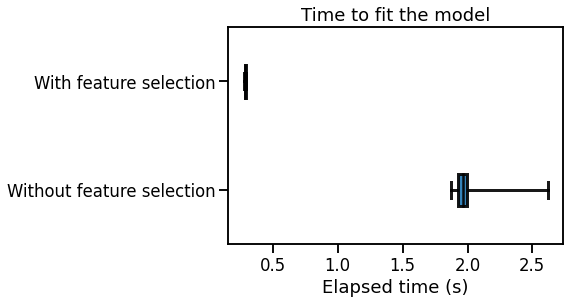 Time to fit the model
With feature selection
Without feature selection
0.5 1.0 1.5 2.0 2.5
Elapsed time (s)